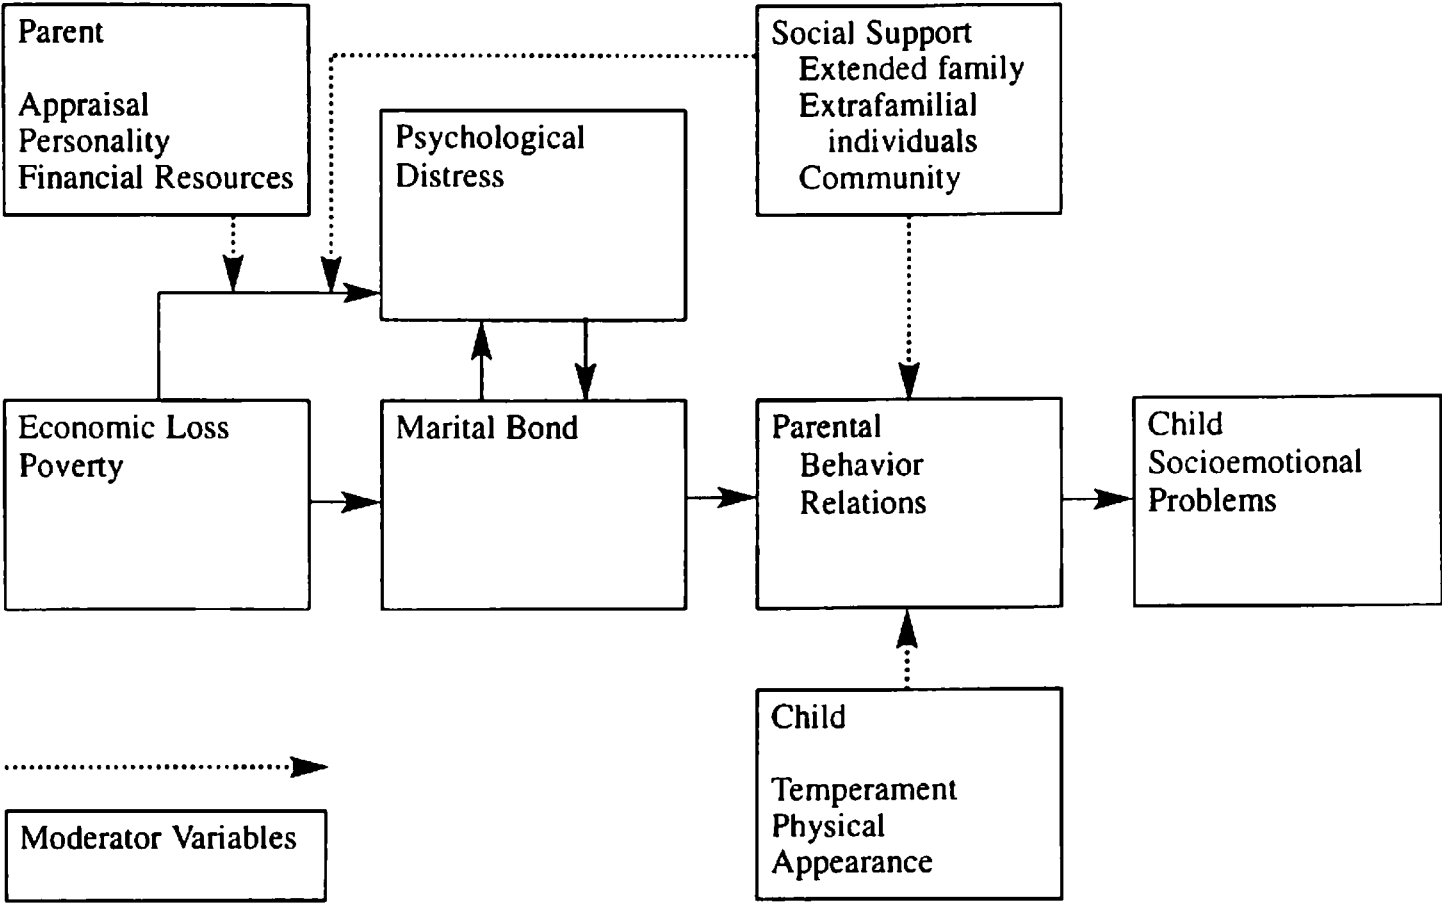 Parent
Appraisal
Personality
Financial Resources
Social Support
Extended family
Extrafamilial
individuals
Community
Psychological
Distress
Economic Loss
Poverty
Marital Bond
Parental
Behavior
Relations
Child
Socioemotional
Problems
Child
Temperament
Physical
Appearance
Moderator Variables